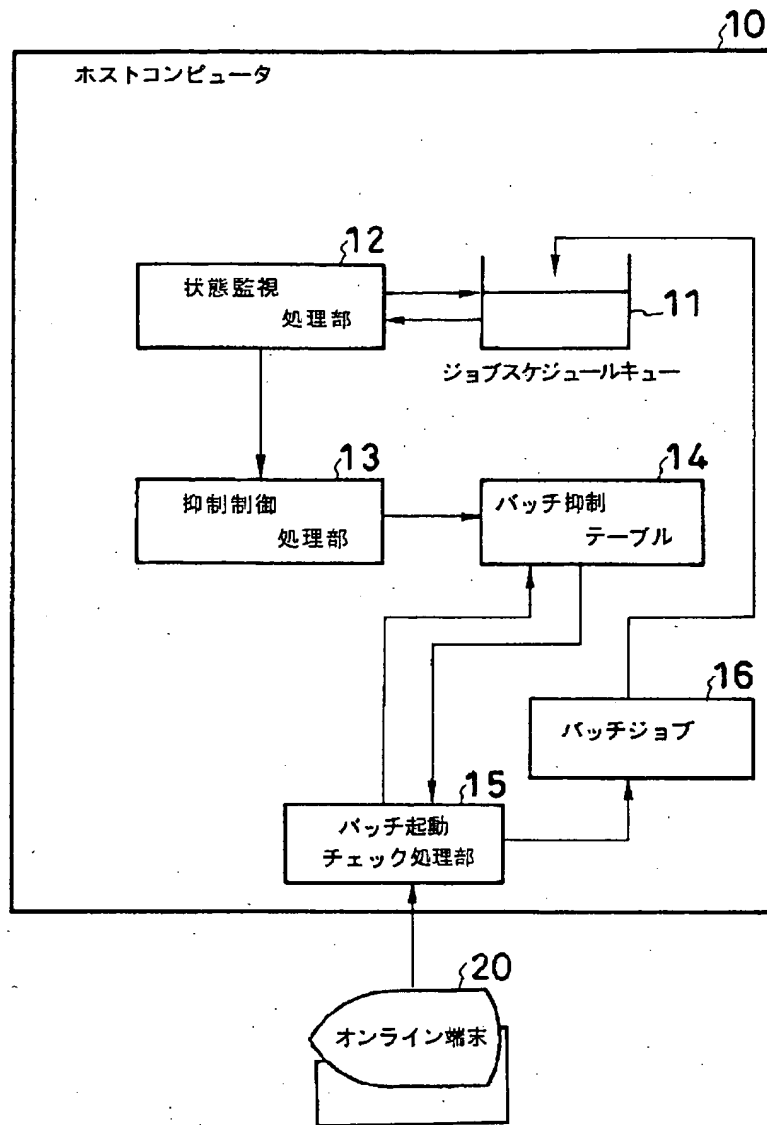 10
ホストコンピュータ
12
状態監視
処理部
11
ジョブスケジュールキュー
13
抑制制御
処理部
14
バッチ抑制
テーブル
16
バッチジョブ
15
バッチ起動
チェック処理部
20
オンライン端末